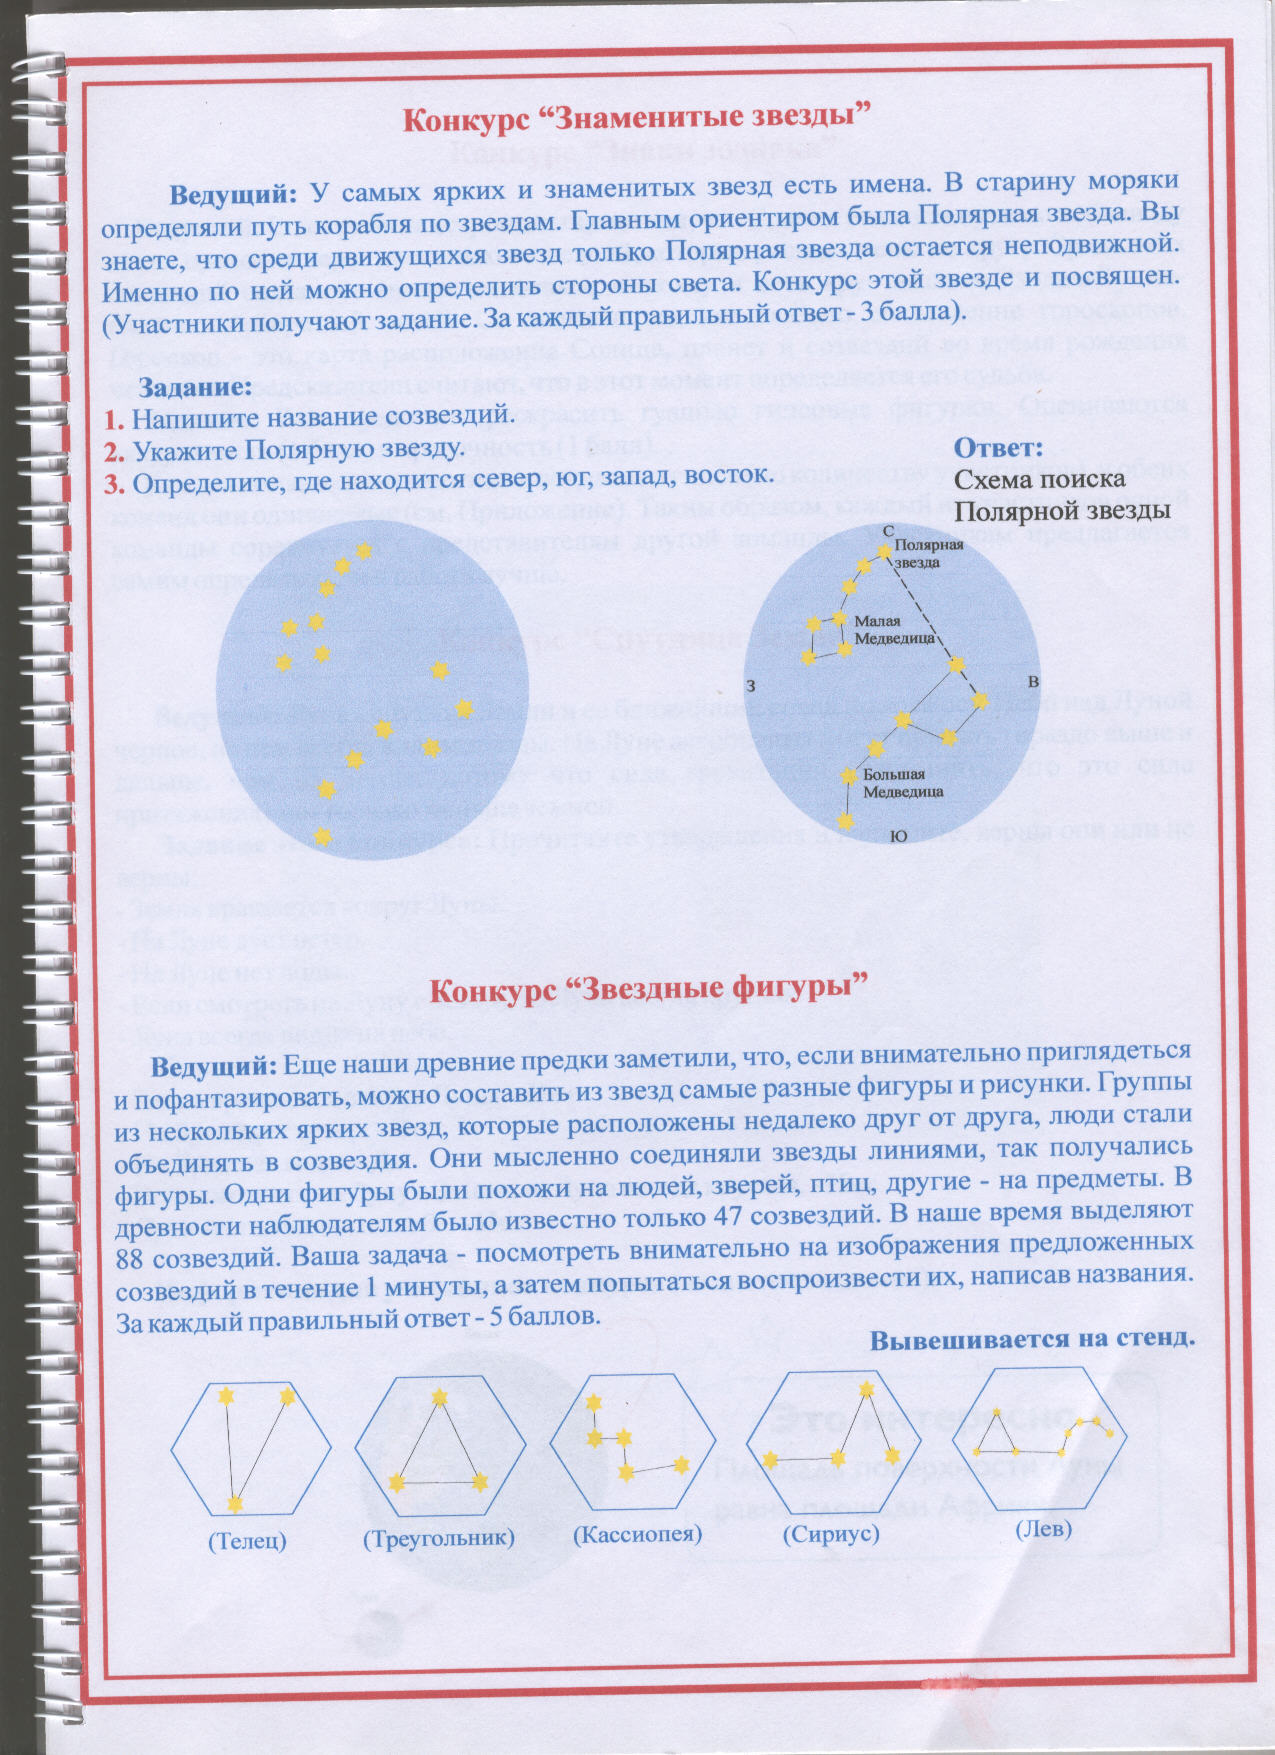 Конкурс “Знаменитые звезды”
Ведущий: У самых ярких и знаменитых звезд есть имена. В старину моряки
определяли путь корабля по звездам. Главным ориентиром была Полярная звезда. Вы
знаете, что среди движущихся звезд только Полярная звезда остается неподвижной.
Именно по ней можно определить стороны света. Конкурс этой звезде и посвящен.
(Участники получают задание. За каждый правильный ответ - 3 балла).
Задание:
1. Напишите название созвездий.
2. Укажите Полярную звезду.
3. Определите, где находится север, юг, запад, восток.
Ответ:
Схема поиска
Полярной звезды
С
Полярная
звезда
Малая
Медведица
З
В
Большая
Медведица
Ю
Конкурс “Звездные фигуры”
Ведущий: Еще наши древние предки заметили, что, если внимательно приглядеться
и пофантазировать, можно составить из звезд самые разные фигуры и рисунки. Группы
из нескольких ярких звезд, которые расположены недалеко друг от друга, люди стали
объединять в созвездия. Они мысленно соединяли звезды линиями, так получались
фигуры. Одни фигуры были похожи на людей, зверей, птиц, другие - на предметы. В
древности наблюдателям было известно только 47 созвездий. В наше время выделяют
88 созвездий. Ваша задача - посмотреть внимательно на изображения предложенных
созвездий в течение 1 минуты, а затем попытаться воспроизвести их, написав названия.
За каждый правильный ответ - 5 баллов.
Вывешивается на стенд.
(Телец)
(Треугольник)
(Кассиопея)
(Сириус)
(Лев)